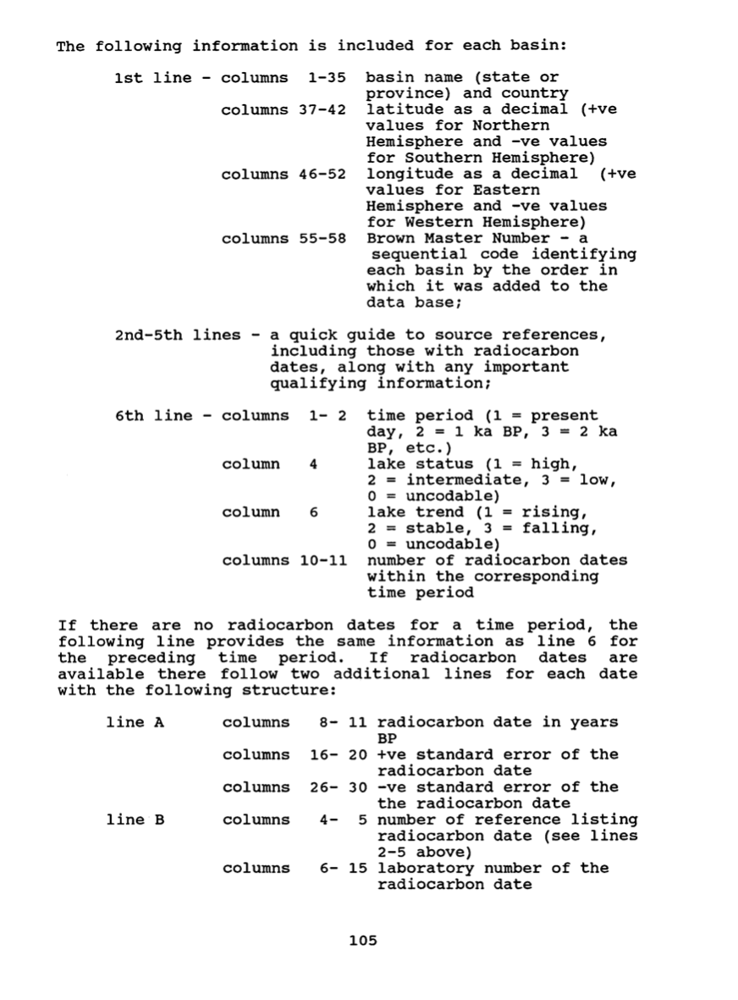 The following information is included for each basin:
1st line - columns 1-35 basin name (state or
province) and country
columns 37-42 latitude as a decimal (+ve
values for Northern
Hemisphere and -ve values
for Southern Hemisphere)
columns 46-52 longitude as a decimal (+ve
values for Eastern
Hemisphere and -ve values
for Western Hemisphere)
columns 55-58 Brown Master Number - a
sequential code identifying
each basin by the order in
which it was added to the
data base;
2nd-5th lines - a quick guide to source references,
including those with radiocarbon
dates, along with any important
qualifying information;
6th line - columns 1- 2 time period (1 = present
day, 2 = 1 ka BP, 3 = 2 ka
BP, etc.)
column 4 lake status (1 = high,
2 = intermediate, 3 = low,
0 = uncodable)
column 6 lake trend (1 = rising,
2 = stable, 3 = falling,
0 = uncodable)
columns 10-11 number of radiocarbon dates
within the corresponding
time period
If there are no radiocarbon dates for a time period, the
following line provides the same information as line 6 for
the preceding time period. If radiocarbon dates are
available there follow two additional lines for each date
with the following structure:
line A columns 8- 11 radiocarbon date in years
BP
columns 16- 20 +ve standard error of the
radiocarbon date
columns 26- 30 -ve standard error of the
the radiocarbon date
line B columns 4- 5 number of reference listing
radiocarbon date (see lines
2-5 above)
columns 6- 15 laboratory number of the
radiocarbon date
105